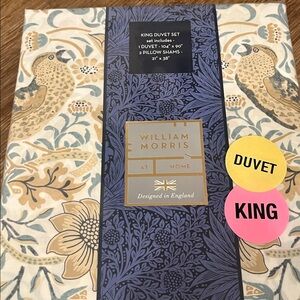 KING DUVET SET
set includes -
1 DUVET - 104" x 90"
2 PILLOW SHAMS -
21" x 38"
WILLIAM
MORRIS
AT HOME
Designed in England
DUVET
KING